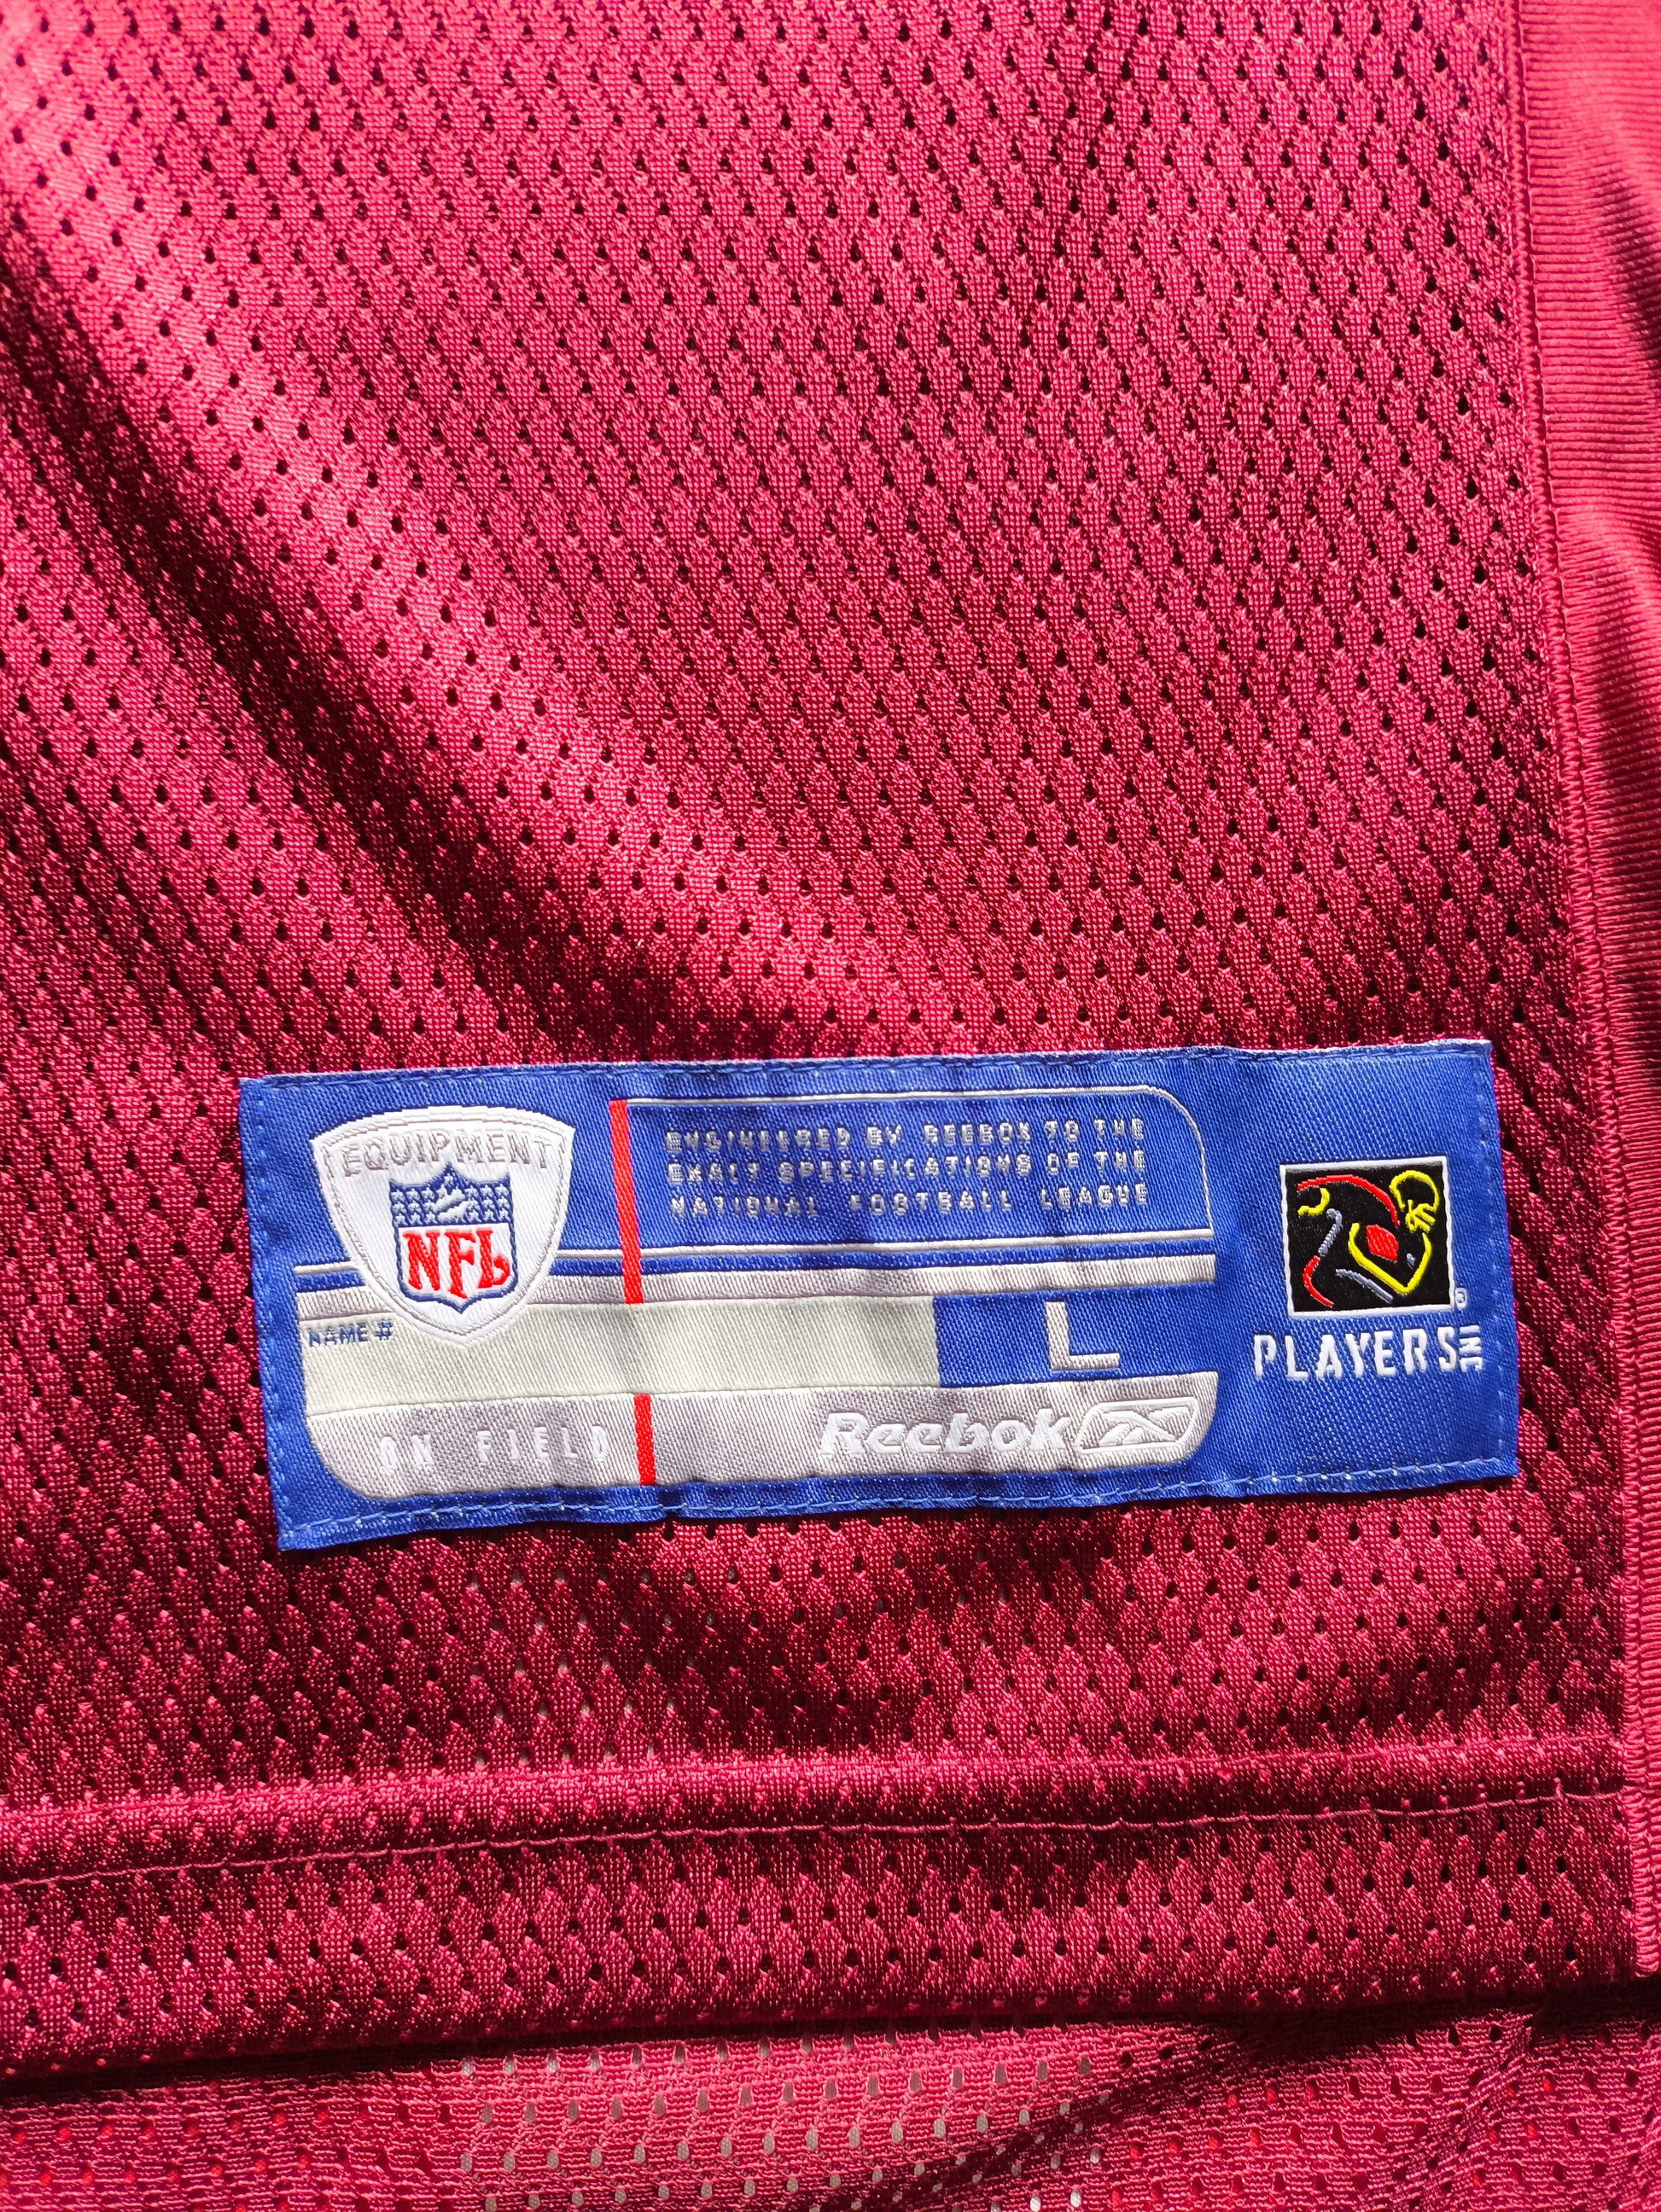 EQUIPMENT
NFL
ENGINEERED BY REEBOK TO THE
EXACT SPECIFICATIONS OF THE
NATIONAL FOOTBALL LEAGUE
NAME #
L
ON FIELD
Reebok
®
PLAYERS INC